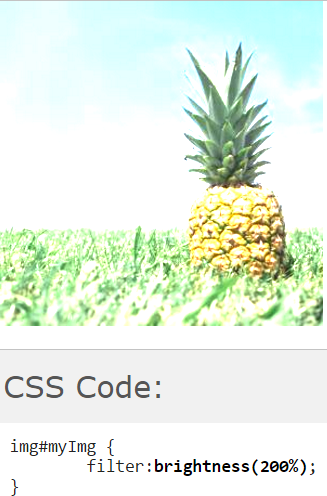 CSS Code:
img#myImg {
filter:brightness(200%);
}